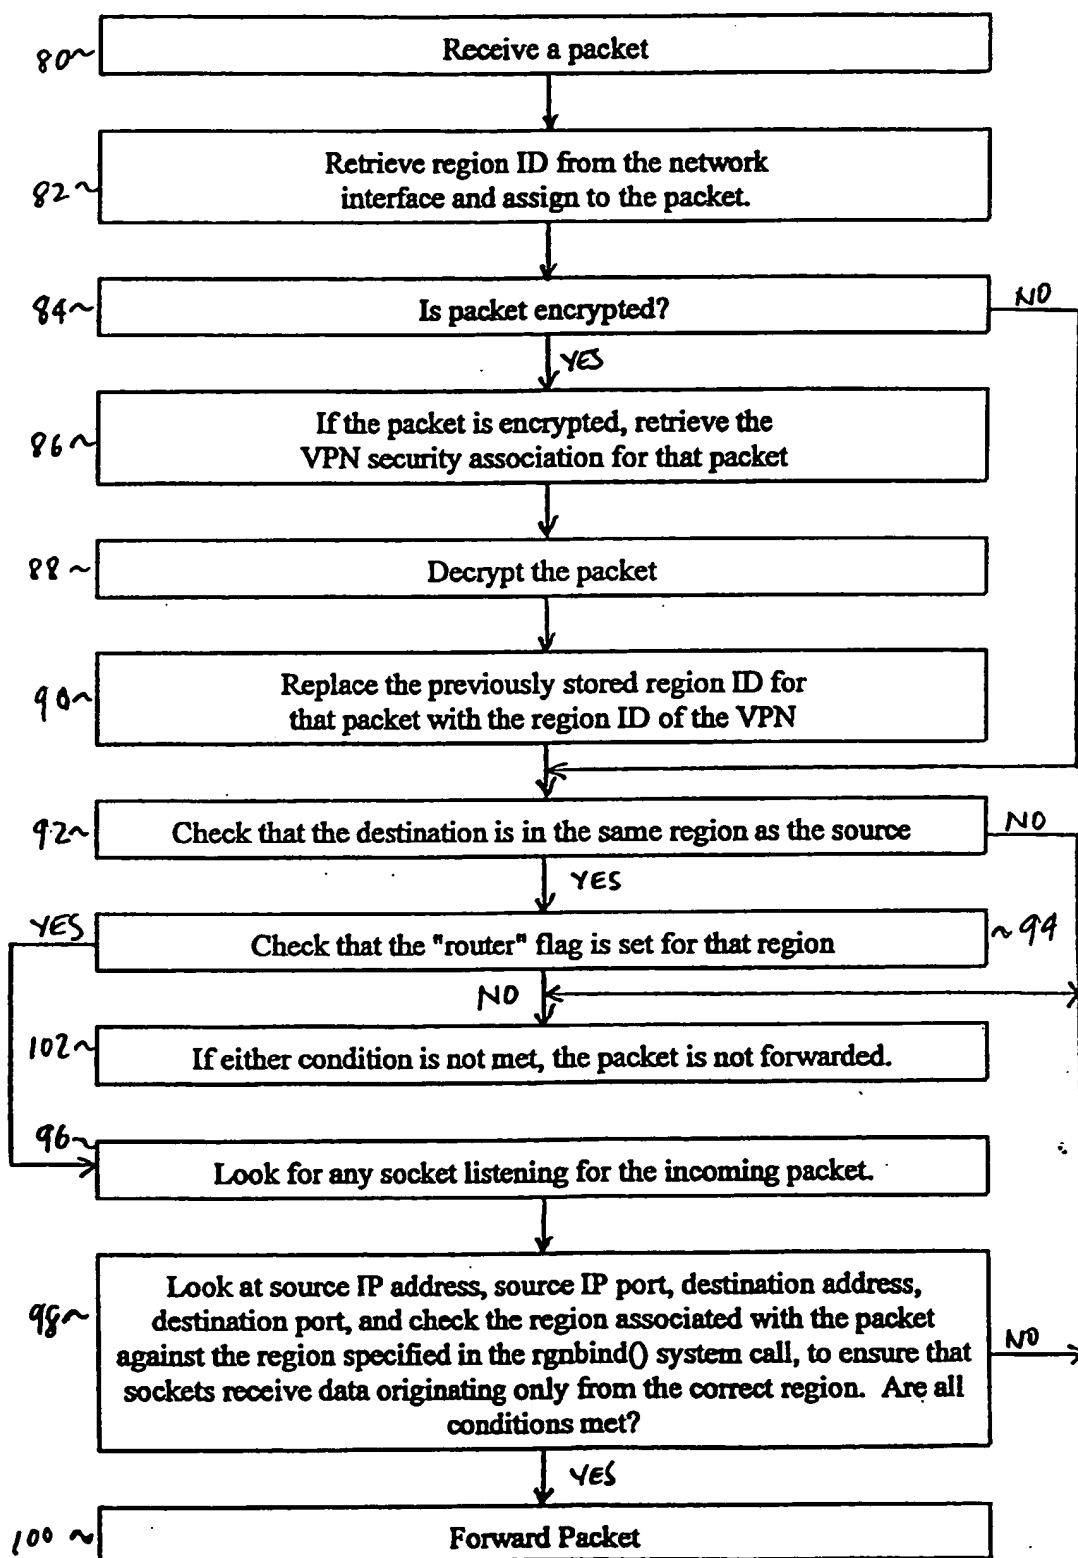 80~ Receive a packet
82~ Retrieve region ID from the network
interface and assign to the packet.
84~ Is packet encrypted? NO
YES
86~ If the packet is encrypted, retrieve the
VPN security association for that packet
88~ Decrypt the packet
90~ Replace the previously stored region ID for
that packet with the region ID of the VPN
92~ Check that the destination is in the same region as the source NO
YES
YES Check that the "router" flag is set for that region ~94
NO
102~ If either condition is not met, the packet is not forwarded.
96~ Look for any socket listening for the incoming packet.
Look at source IP address, source IP port, destination address,
98~ destination port, and check the region associated with the packet
against the region specified in the rgnbind() system call, to ensure that NO
sockets receive data originating only from the correct region. Are all
conditions met?
YES
100~ Forward Packet